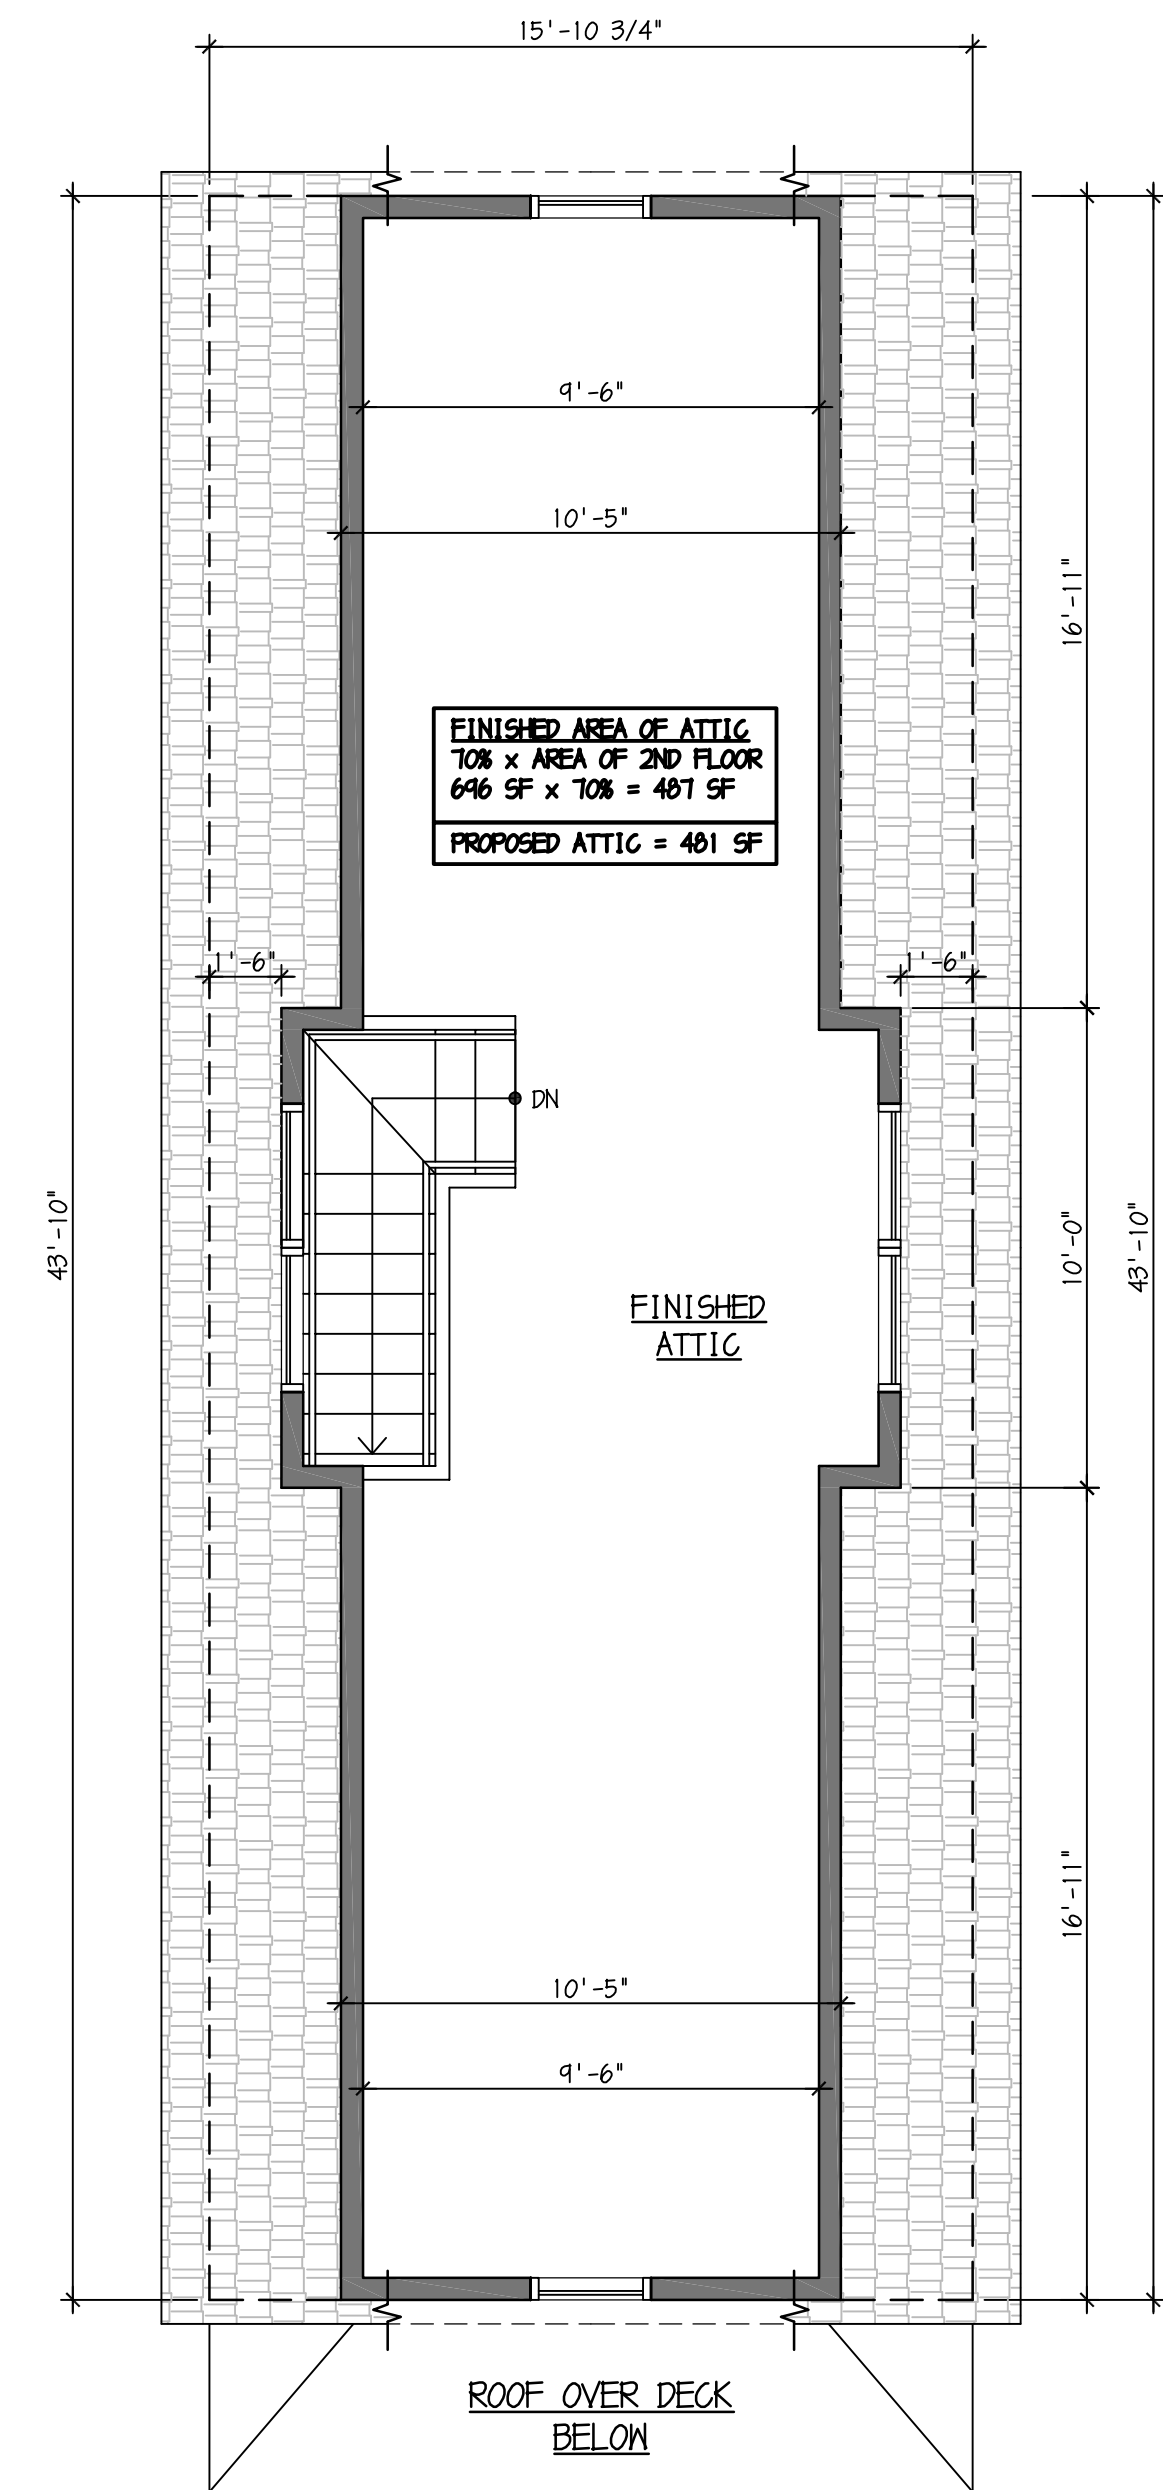 15'-10 3/4"
9'-6"
10'-5"
16'-11"
FINISHED AREA OF ATTIC
70% x AREA OF 2ND FLOOR
696 SF x 70% = 487 SF
PROPOSED ATTIC = 481 SF
1'-6"
1'-6"
DN
43'-10"
10'-0"
43'-10"
FINISHED
ATTIC
16'-11"
10'-5"
9'-6"
ROOF OVER DECK
BELOW